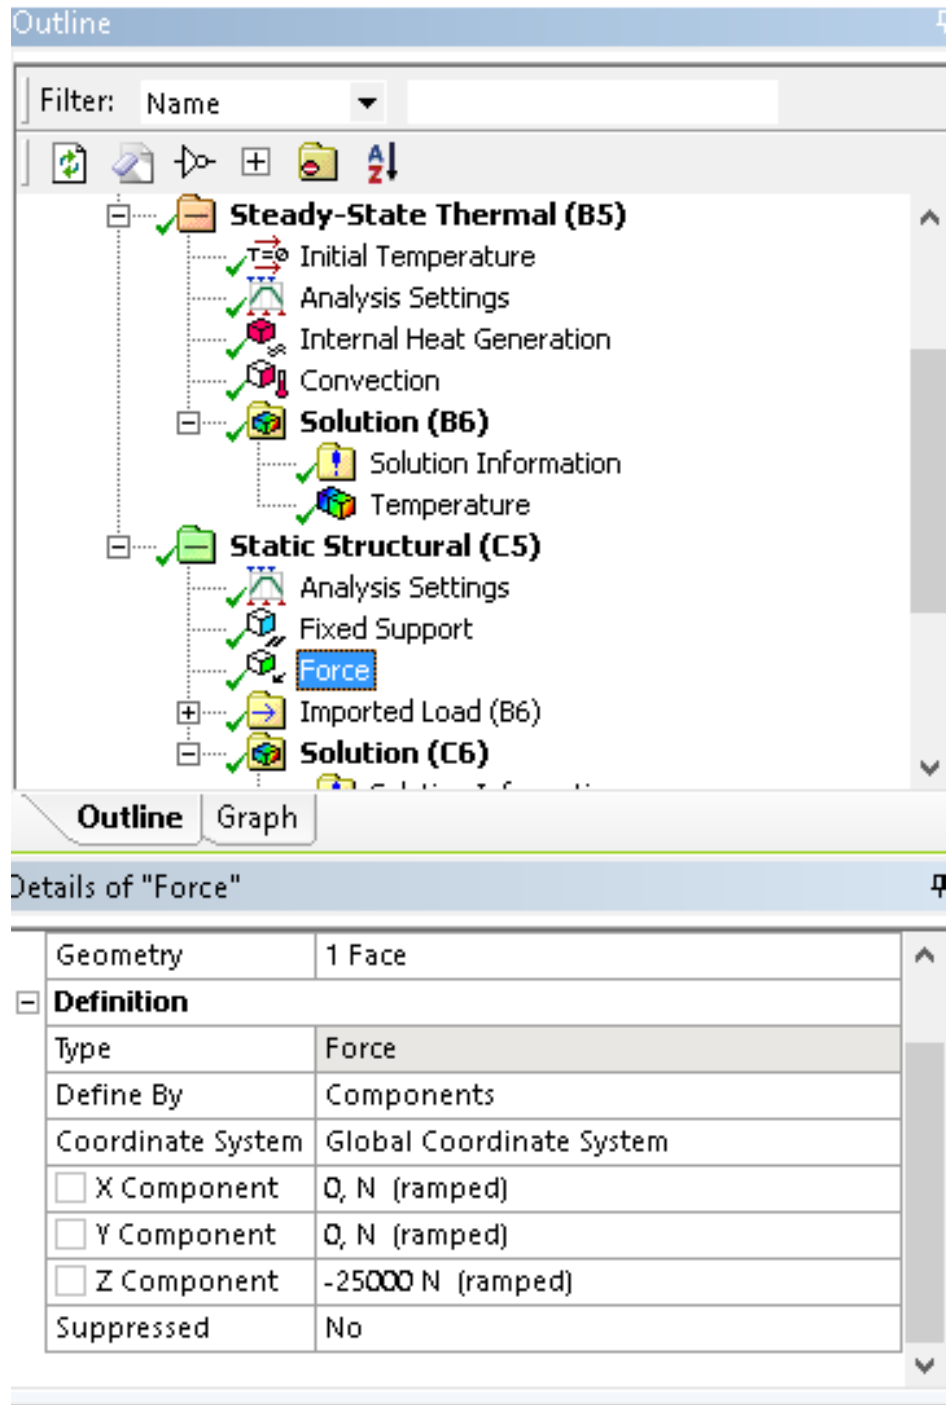 Outline
Filter: Name
Steady-State Thermal (B5)
T=0 Initial Temperature
Analysis Settings
Internal Heat Generation
Convection
Solution (B6)
Solution Information
Temperature
Static Structural (C5)
Analysis Settings
Fixed Support
Force
Imported Load (B6)
Solution (C6)
Outline Graph
Details of "Force"
Geometry 1 Face
Definition
Type Force
Define By Components
Coordinate System Global Coordinate System
X Component 0, N (ramped)
Y Component 0, N (ramped)
Z Component -25000 N (ramped)
Suppressed No